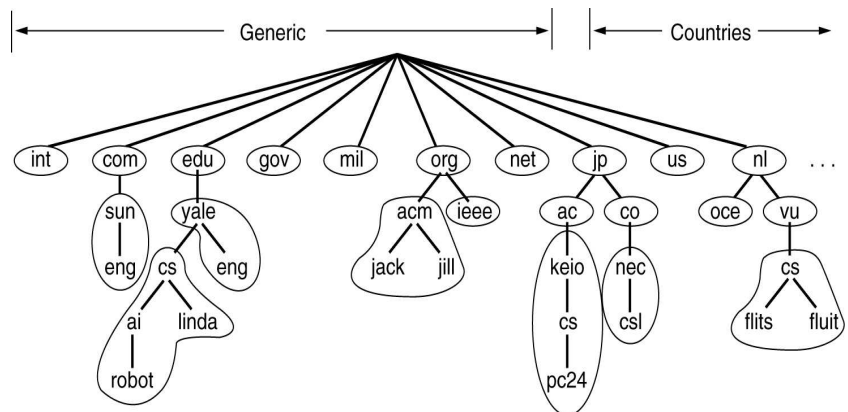 Generic Countries
int com edu gov mil org net jp us nl ...
sun yale acm ieee ac co oce vu
eng cs eng jack jill keio nec cs
ai linda cs csl flits fluit
robot pc24